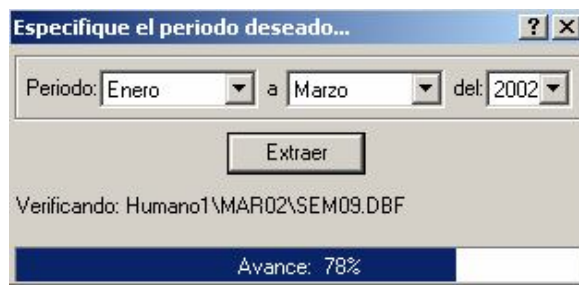 Especifique el periodo deseado...
Periodo: Enero a Marzo del: 2002
Extraer
Verificando: Humano1\MAR02\SEM09.DBF
Avance: 78%